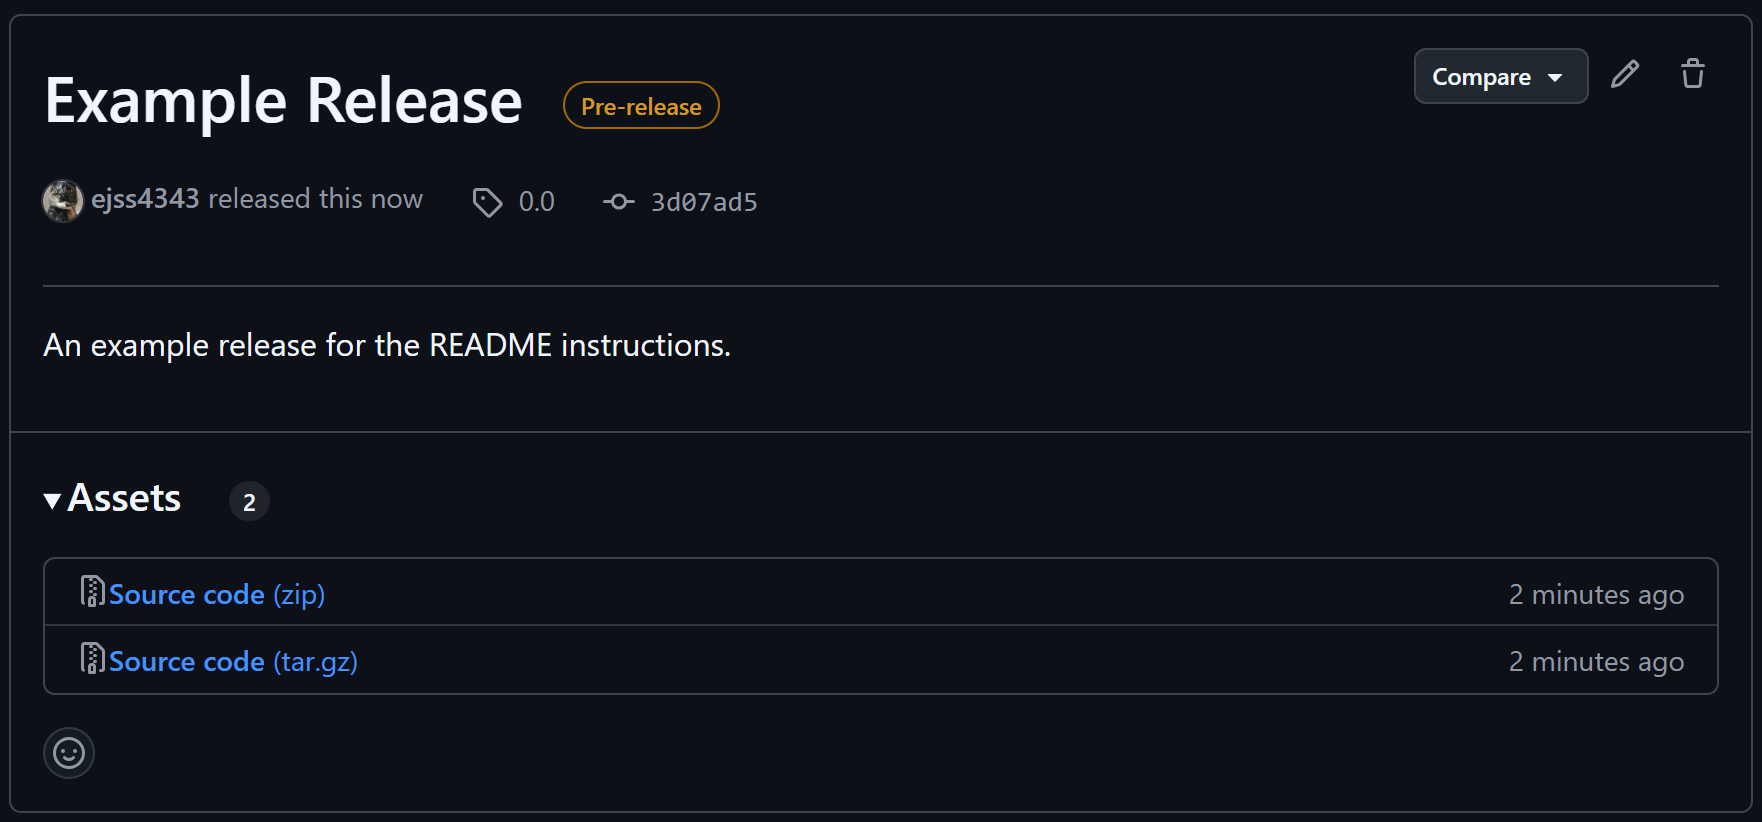 Example Release Pre-release Compare
ejss4343 released this now 0.0 3d07ad5
An example release for the README instructions.
Assets 2
Source code (zip) 2 minutes ago
Source code (tar.gz) 2 minutes ago